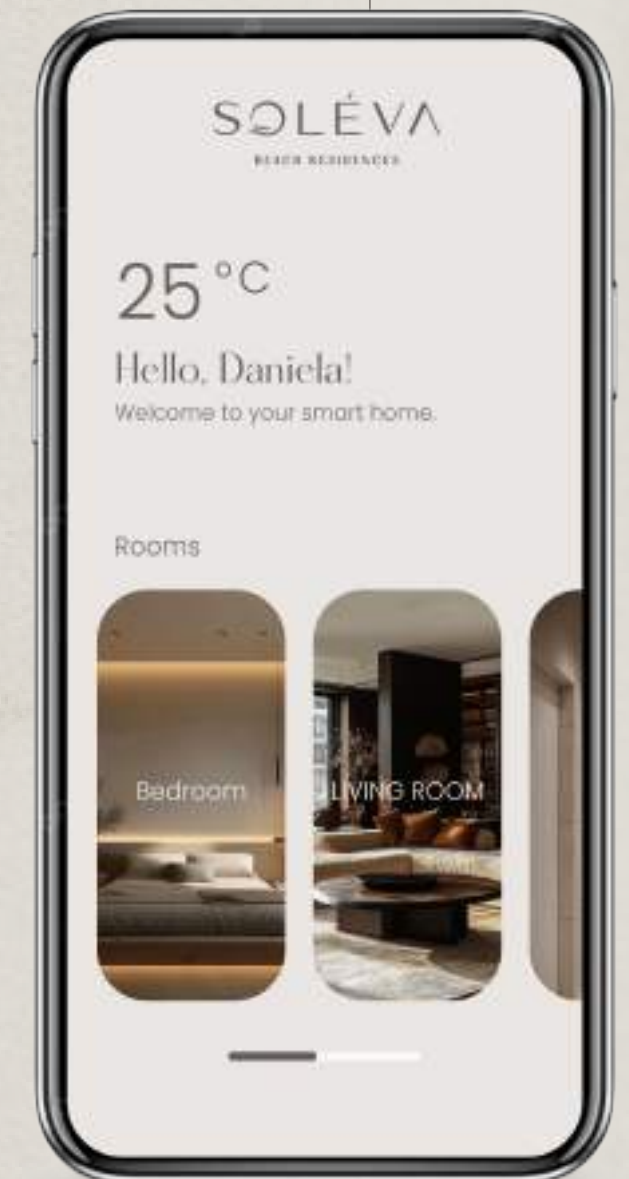 SOLÉVA
BEACH RESIDENCES
25 °C
Hello, Daniela!
Welcome to your smart home.
Rooms
Bedroom
LIVING ROOM